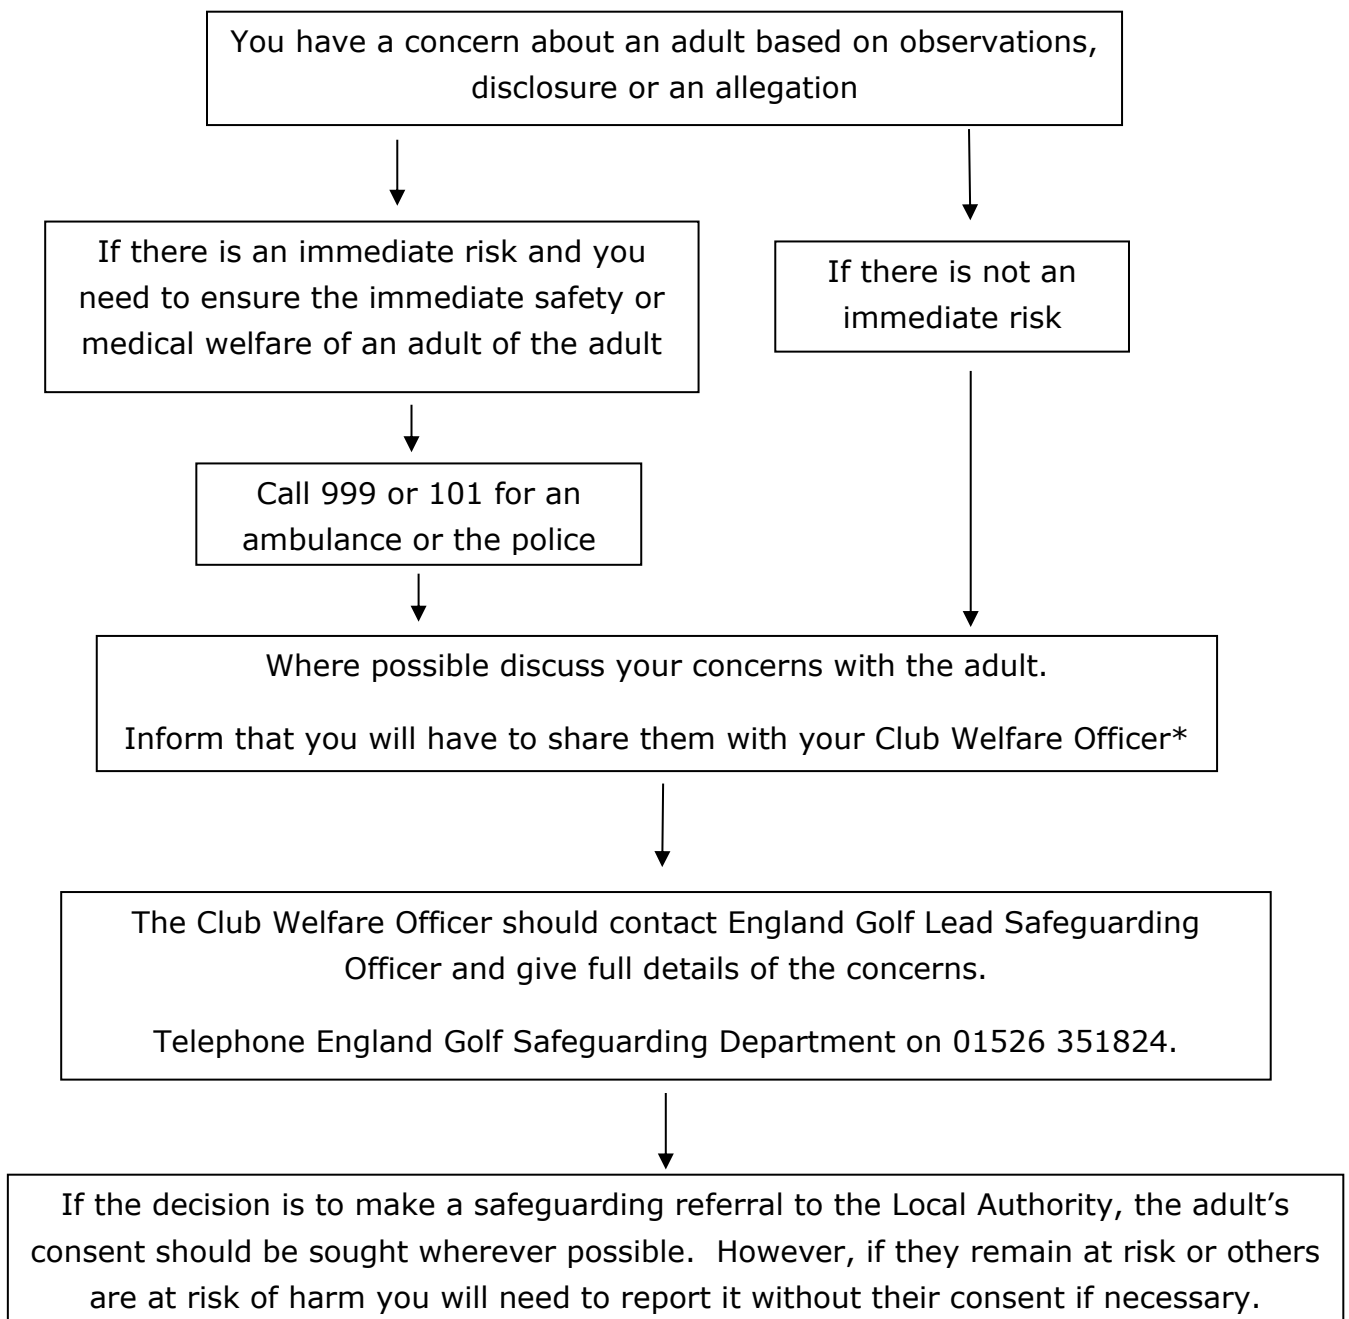 You have a concern about an adult based on observations,
disclosure or an allegation
If there is an immediate risk and you
need to ensure the immediate safety or
medical welfare of an adult of the adult
If there is not an
immediate risk
Call 999 or 101 for an
ambulance or the police
Where possible discuss your concerns with the adult.
Inform that you will have to share them with your Club Welfare Officer*
The Club Welfare Officer should contact England Golf Lead Safeguarding
Officer and give full details of the concerns.
Telephone England Golf Safeguarding Department on 01526 351824.
If the decision is to make a safeguarding referral to the Local Authority, the adult’s
consent should be sought wherever possible.  However, if they remain at risk or others
are at risk of harm you will need to report it without their consent if necessary.